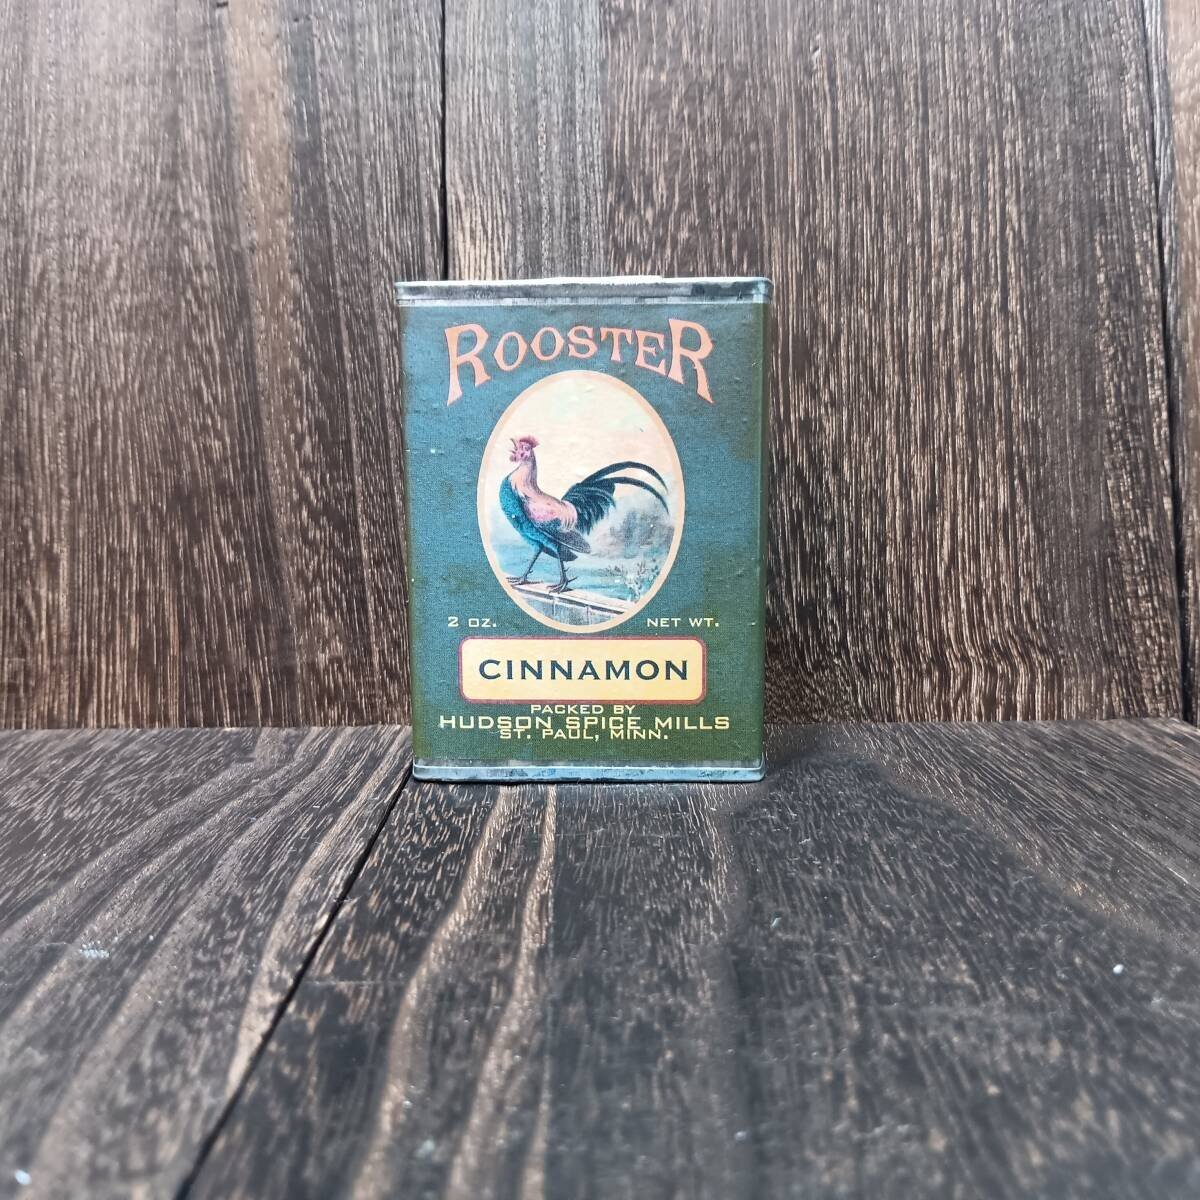 ROOSTER
2 OZ. NET WT.
CINNAMON
PACKED BY
HUDSON SPICE MILLS
ST. PAUL, MINN.